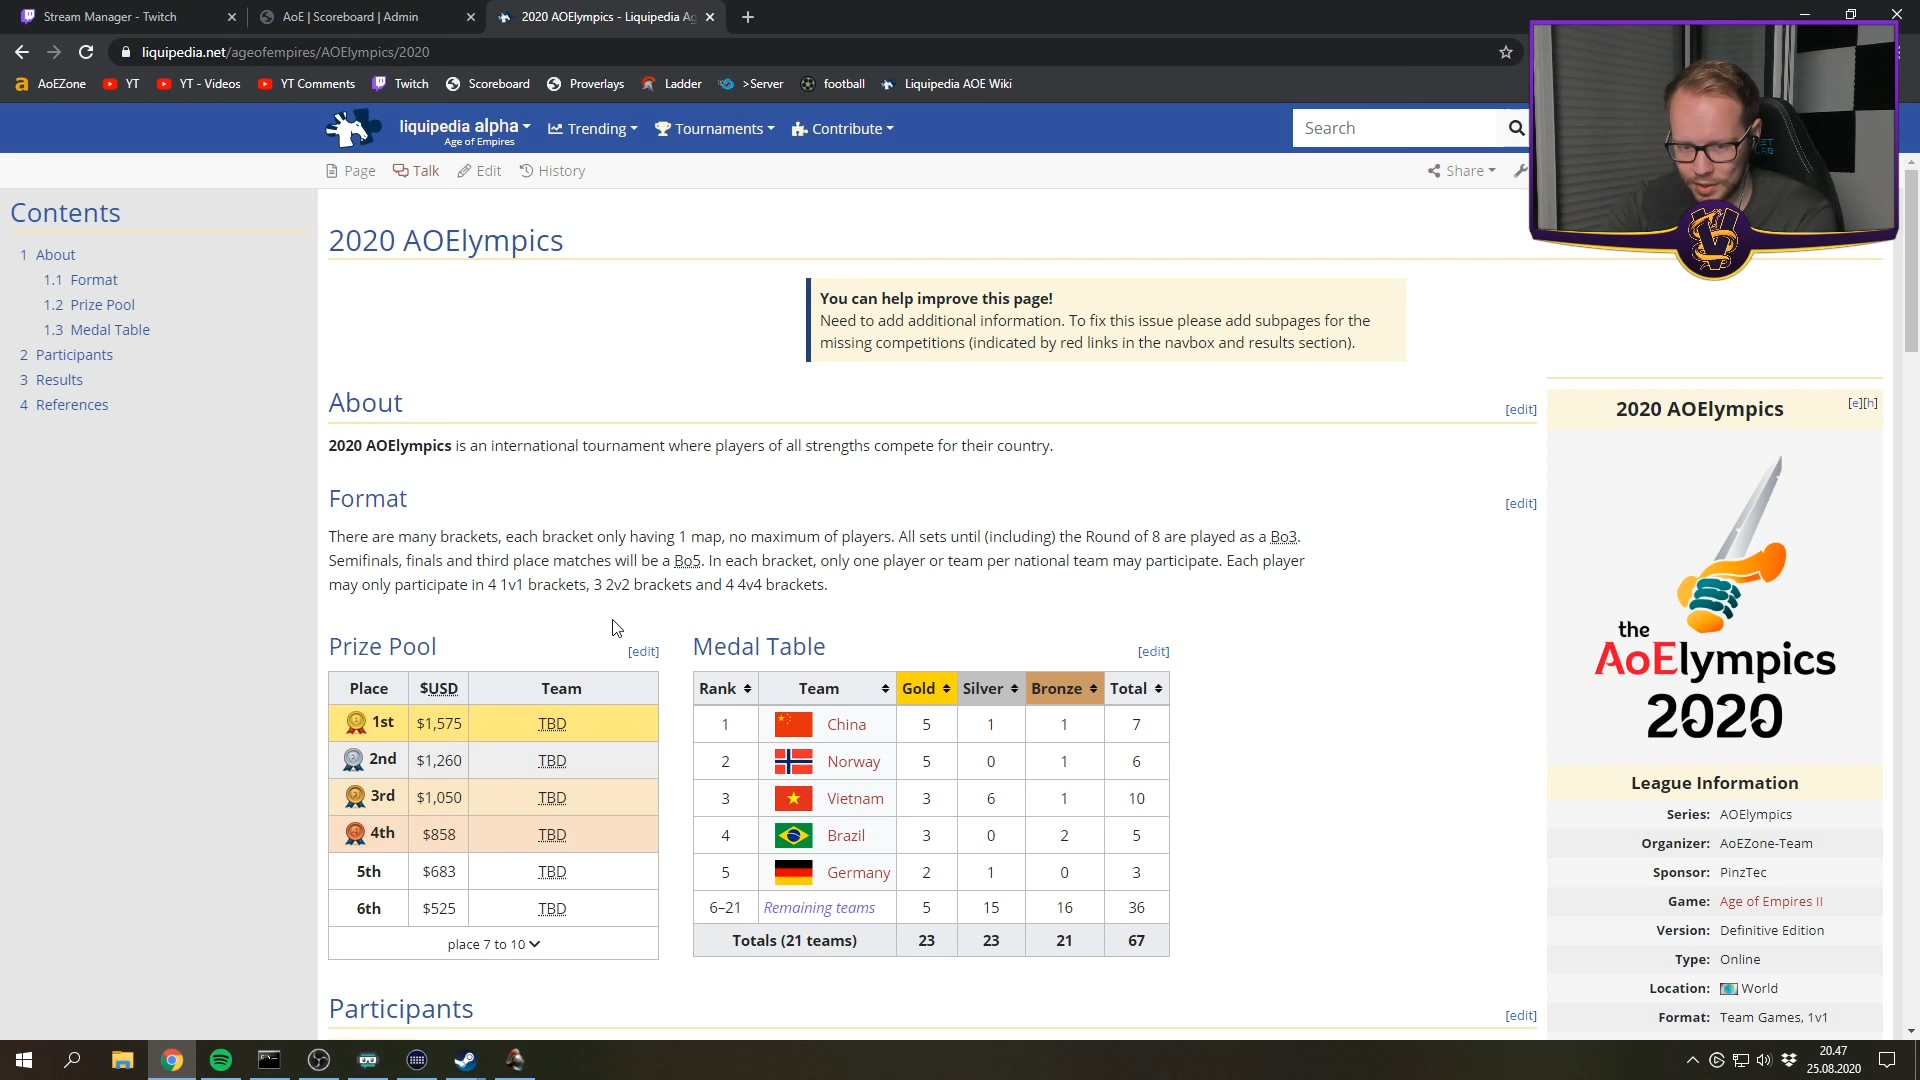 Stream Manager - Twitch
AoE | Scoreboard | Admin
2020 AOElympics - Liquipedia Ag
liquipedia.net/ageofempires/AOElympics/2020
AoEZone
YT
YT - Videos
YT Comments
Twitch
Scoreboard
Proverlays
Ladder
>Server
football
Liquipedia AOE Wiki
liquipedia alpha
Age of Empires
Trending
Tournaments
Contribute
Search
Page
Talk
Edit
History
Share
Contents
1 About
1.1 Format
1.2 Prize Pool
1.3 Medal Table
2 Participants
3 Results
4 References
2020 AOElympics
You can help improve this page!
Need to add additional information. To fix this issue please add subpages for the
missing competitions (indicated by red links in the navbox and results section).
About
[edit]
2020 AOElympics is an international tournament where players of all strengths compete for their country.
Format
[edit]
There are many brackets, each bracket only having 1 map, no maximum of players. All sets until (including) the Round of 8 are played as a Bo3.
Semifinals, finals and third place matches will be a Bo5. In each bracket, only one player or team per national team may participate. Each player
may only participate in 4 1v1 brackets, 3 2v2 brackets and 4 4v4 brackets.
Prize Pool
[edit]
Place $USD Team
1st $1,575 TBD
2nd $1,260 TBD
3rd $1,050 TBD
4th $858 TBD
5th $683 TBD
6th $525 TBD
place 7 to 10
Medal Table
[edit]
Rank Team Gold Silver Bronze Total
1 China 5 1 1 7
2 Norway 5 0 1 6
3 Vietnam 3 6 1 10
4 Brazil 3 0 2 5
5 Germany 2 1 0 3
6–21 Remaining teams 5 15 16 36
Totals (21 teams) 23 23 21 67
Participants
[edit]
2020 AOElympics
[e][h]
the
AoElympics
2020
League Information
Series: AOElympics
Organizer: AoEZone-Team
Sponsor: PinzTec
Game: Age of Empires II
Version: Definitive Edition
Type: Online
Location: World
Format: Team Games, 1v1
20.47
25.08.2020